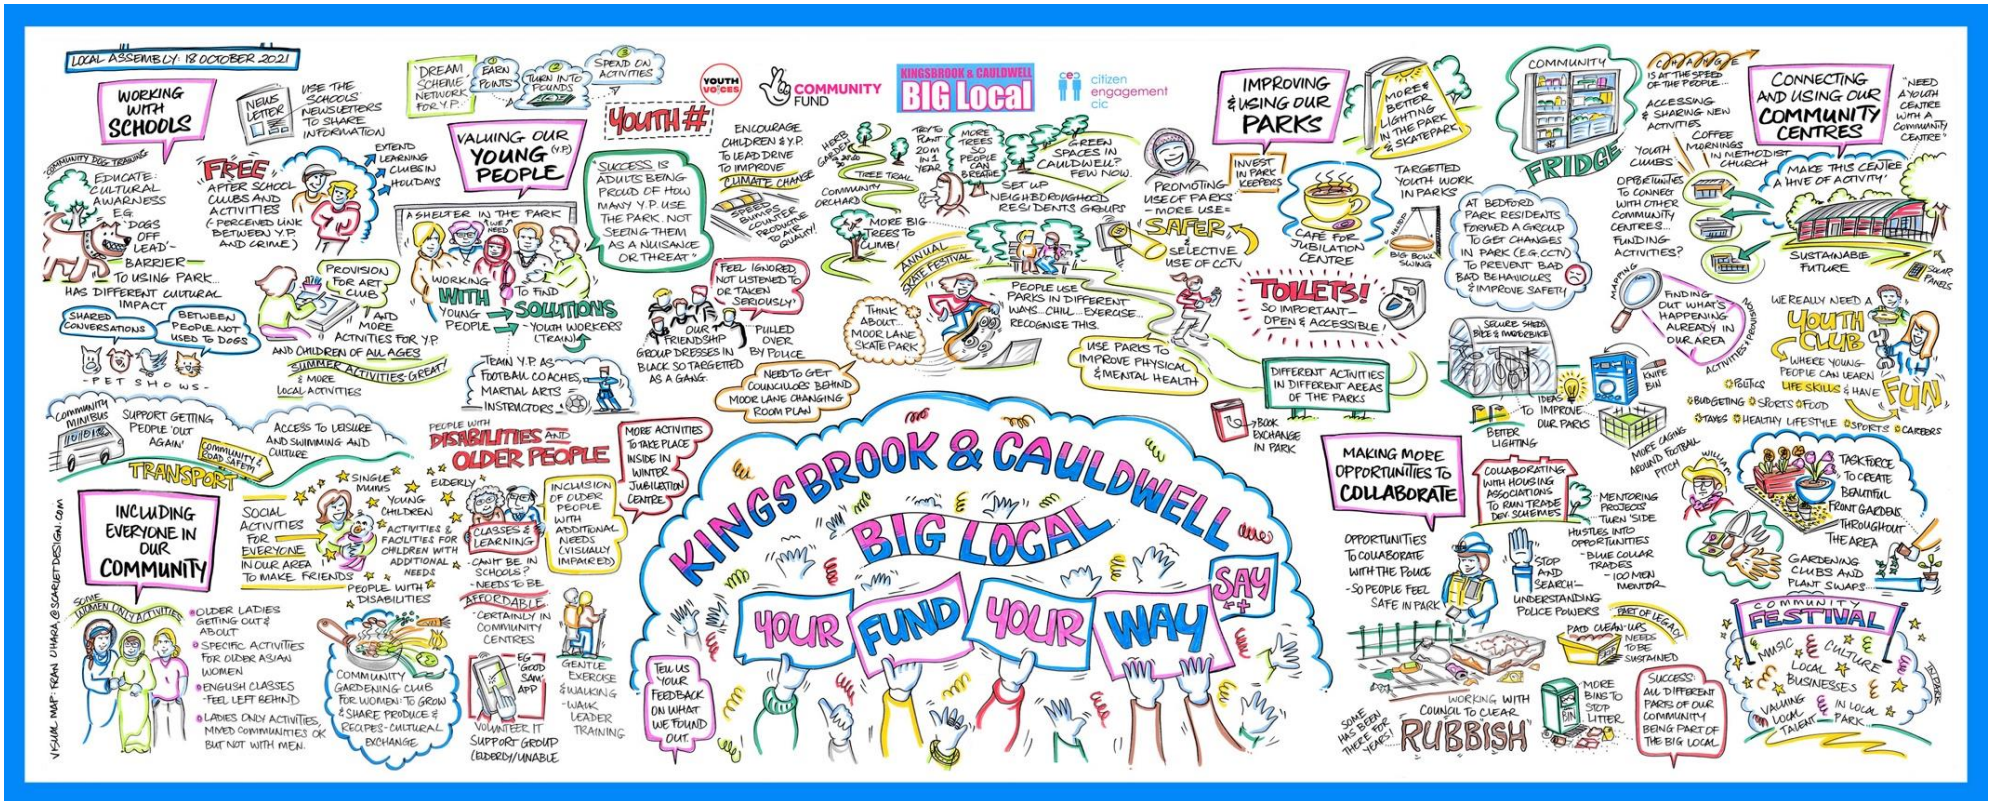 LOCAL ASSEMBLY: 18 OCTOBER 2021
WORKING
WITH
SCHOOLS
NEWS
LETTER
USE THE
SCHOOLS'
NEWSLETTERS
TO SHARE
INFORMATION
COMMUNITY DOG TRAINING
EDUCATE:
CULTURAL
AWARENESS
E.G.
'DOGS
OFF
LEAD'-
BARRIER
TO USING PARK...
HAS DIFFERENT CULTURAL
IMPACT
FREE
AFTER SCHOOL
CLUBS AND
ACTIVITIES
(PERCEIVED LINK
BETWEEN Y.P.
AND CRIME)
EXTEND
LEARNING
CLUBS IN
HOLIDAYS
SHARED
CONVERSATIONS
BETWEEN
PEOPLE NOT
USED TO DOGS
-PET SHOWS-
PROVISION
FOR ART
CLUB
AND
MORE
ACTIVITIES FOR Y.P.
AND CHILDREN OF ALL AGES
SUMMER ACTIVITIES-GREAT!
& MORE
LOCAL ACTIVITIES
'DREAM
SCHEME'
NETWORK
FOR Y.P.
1
EARN
POINTS
2
TURN INTO
POUNDS
3
SPEND ON
ACTIVITIES
VALUING OUR
YOUNG (Y.P.)
PEOPLE
YOUTH#
A SHELTER IN THE PARK
WE
NEED
WORKING
WITH
YOUNG
PEOPLE
TO FIND
SOLUTIONS
-YOUTH WORKERS
(TRAIN)
TRAIN Y.P. AS
FOOTBALL COACHES,
MARTIAL ARTS
INSTRUCTORS
"SUCCESS IS
ADULTS BEING
PROUD OF HOW
MANY Y.P. USE
THE PARK. NOT
SEEING THEM
AS A NUISANCE
OR THREAT"
ENCOURAGE
CHILDREN & Y.P.
TO LEAD DRIVE
TO IMPROVE
CLIMATE CHANGE
SPEED
BUMPS
COUNTER
PRODUCTIVE
TO AIR
QUALITY!
"FEEL IGNORED,
NOT LISTENED TO
OR TAKEN
SERIOUSLY"
OUR
FRIENDSHIP
GROUP DRESSES IN
BLACK SO TARGETED
AS A GANG.
PULLED
OVER
BY POLICE
NEED TO GET
COUNCILLORS BEHIND
MOOR LANE CHANGING
ROOM PLAN
YOUTH
VOICES
COMMUNITY
FUND
KINGSBROOK & CAULDWELL
BIG Local
cec
citizen
engagement
cic
HERB
GARDEN
TREE TRAIL
COMMUNITY
ORCHARD
TRY TO
PLANT
20M
IN 1
YEAR
MORE
TREES
SO
PEOPLE
CAN
BREATHE
GREEN
SPACES IN
CAULDWELL?
FEW NOW.
SET UP
NEIGHBOROUGHOOD
RESIDENTS GROUPS
MORE BIG
TREES TO
CLIMB!
ANNUAL
SKATE FESTIVAL
THINK
ABOUT...
MOOR LANE
SKATE PARK
PEOPLE USE
PARKS IN DIFFERENT
WAYS...CHILL...EXERCISE...
RECOGNISE THIS.
USE PARKS TO
IMPROVE PHYSICAL
& MENTAL HEALTH
IMPROVING
& USING OUR
PARKS
PROMOTING
USE OF PARKS
- MORE USE=
SAFER
&
SELECTIVE
USE OF CCTV
INVEST
IN PARK
KEEPERS
CAFÉ FOR
JUBILATION
CENTRE
MORE &
BETTER
LIGHTING
IN THE PARK
& SKATEPARK
TARGETTED
YOUTH WORK
IN PARKS
BIG BOWL
SWING
TOILETS!
SO IMPORTANT-
OPEN & ACCESSIBLE!
DIFFERENT ACTIVITIES
IN DIFFERENT AREAS
OF THE PARKS
BOOK
EXCHANGE
IN PARK
AT BEDFORD
PARK RESIDENTS
FORMED A GROUP
TO GET CHANGES
IN PARK (E.G. CCTV)
TO PREVENT BAD
BAD BEHAVIOURS
& IMPROVE SAFETY
SECURE SHEDS
BIKE & MOTORBIKE
KNIFE
BIN
IDEAS
TO IMPROVE
OUR PARKS
BETTER
LIGHTING
MORE CAGING
AROUND FOOTBALL
PITCH
COMMUNITY
FRIDGE
CHANGE
IS AT THE SPEED
OF THE PEOPLE...
ACCESSING
& SHARING NEW
ACTIVITIES
CONNECTING
AND USING OUR
COMMUNITY
CENTRES
"NEED
A YOUTH
CENTRE
WITH A
COMMUNITY
CENTRE"
COFFEE
MORNINGS
IN METHODIST
CHURCH
YOUTH
CLUBS
OPPORTUNITIES
TO CONNECT
WITH OTHER
COMMUNITY
CENTRES...
FUNDING
ACTIVITIES?
MAKE THIS CENTRE
A 'HIVE OF ACTIVITY'
SUSTAINABLE
FUTURE
SOLAR
PANELS
MAPPING
FINDING
OUT WHAT'S
HAPPENING
ALREADY IN
OUR AREA
ACTIVITIES & PROVISION
WE REALLY NEED A
YOUTH
CLUB
WHERE YOUNG
PEOPLE CAN LEARN
LIFE SKILLS & HAVE
FUN
POLITICS
BUDGETING SPORTS FOOD
TAXES HEALTHY LIFESTYLE SPORTS CAREERS
COMMUNITY
MINIBUS
SUPPORT GETTING
PEOPLE 'OUT
AGAIN'
TRANSPORT
COMMUNITY &
ROAD SAFETY
ACCESS TO LEISURE
AND SWIMMING AND
CULTURE
INCLUDING
EVERYONE IN
OUR
COMMUNITY
SOCIAL
ACTIVITIES
FOR
EVERYONE
IN OUR AREA
TO MAKE FRIENDS
SINGLE
MUMS
YOUNG
CHILDREN
ACTIVITIES &
FACILITIES FOR
CHILDREN WITH
ADDITIONAL
NEEDS
PEOPLE WITH
DISABILITIES
ELDERLY
PEOPLE WITH
DISABILITIES AND
OLDER PEOPLE
CLASSES &
LEARNING
-CAN'T BE IN
SCHOOLS?
-NEEDS TO BE
AFFORDABLE
-CERTAINLY IN
COMMUNITY
CENTRES
INCLUSION
OF OLDER
PEOPLE
WITH
ADDITIONAL
NEEDS
(VISUALLY
IMPAIRED)
MORE ACTIVITIES
TO TAKE PLACE
INSIDE IN
WINTER
JUBILATION
CENTRE
SOME
WOMEN ONLY ACTIVITIES
OLDER LADIES
GETTING OUT &
ABOUT
SPECIFIC ACTIVITIES
FOR OLDER ASIAN
WOMEN
ENGLISH CLASSES
-FEEL LEFT BEHIND
LADIES ONLY ACTIVITIES,
MIXED COMMUNITIES OK
BUT NOT WITH MEN.
COMMUNITY
GARDENING CLUB
FOR WOMEN: TO GROW
& SHARE PRODUCE &
RECIPES-CULTURAL
EXCHANGE
EG
'GOOD
SAM'
APP
VOLUNTEER IT
SUPPORT GROUP
(ELDERLY/UNABLE
GENTLE
EXERCISE
& WALKING
-WALK
LEADER
TRAINING
VISUAL MAP: FRAN O'HARA, @SCARLETDESIGN.COM
KINGSBROOK & CAULDWELL
BIG LOCAL
YOUR
FUND
YOUR
WAY
SAY
TELL US
YOUR
FEEDBACK
ON WHAT
WE FOUND
OUT.
MAKING MORE
OPPORTUNITIES TO
COLLABORATE
COLLABORATING
WITH HOUSING
ASSOCIATIONS
TO RUN TRADE
DEV. SCHEMES
MENTORING
PROJECTS
-TURN 'SIDE
HUSTLES INTO
OPPORTUNITIES
-BLUE COLLAR
TRADES
-100 MEN
MENTOR
OPPORTUNITIES
TO COLLABORATE
WITH THE POLICE
-SO PEOPLE FEEL
SAFE IN PARK
'STOP
AND
SEARCH'-
UNDERSTANDING
POLICE POWERS
PART OF LEGACY
PAID CLEAN-UPS
NEEDS
TO BE
SUSTAINED
WORKING WITH
COUNCIL TO CLEAR
RUBBISH
SOME
HAS BEEN
THERE FOR
YEARS!
BIN
MORE
BINS TO
STOP
LITTER
SUCCESS:
ALL DIFFERENT
PARTS OF OUR
COMMUNITY
BEING PART OF
THE BIG LOCAL
WILLIAM
TASKFORCE
TO CREATE
BEAUTIFUL
FRONT GARDENS
THROUGHOUT
THE AREA
GARDENING
CLUBS AND
PLANT SWAPS...
COMMUNITY
FESTIVAL
MUSIC & CULTURE
LOCAL
BUSINESSES
VALUING
LOCAL
TALENT
IN LOCAL
PARK
IN PARK